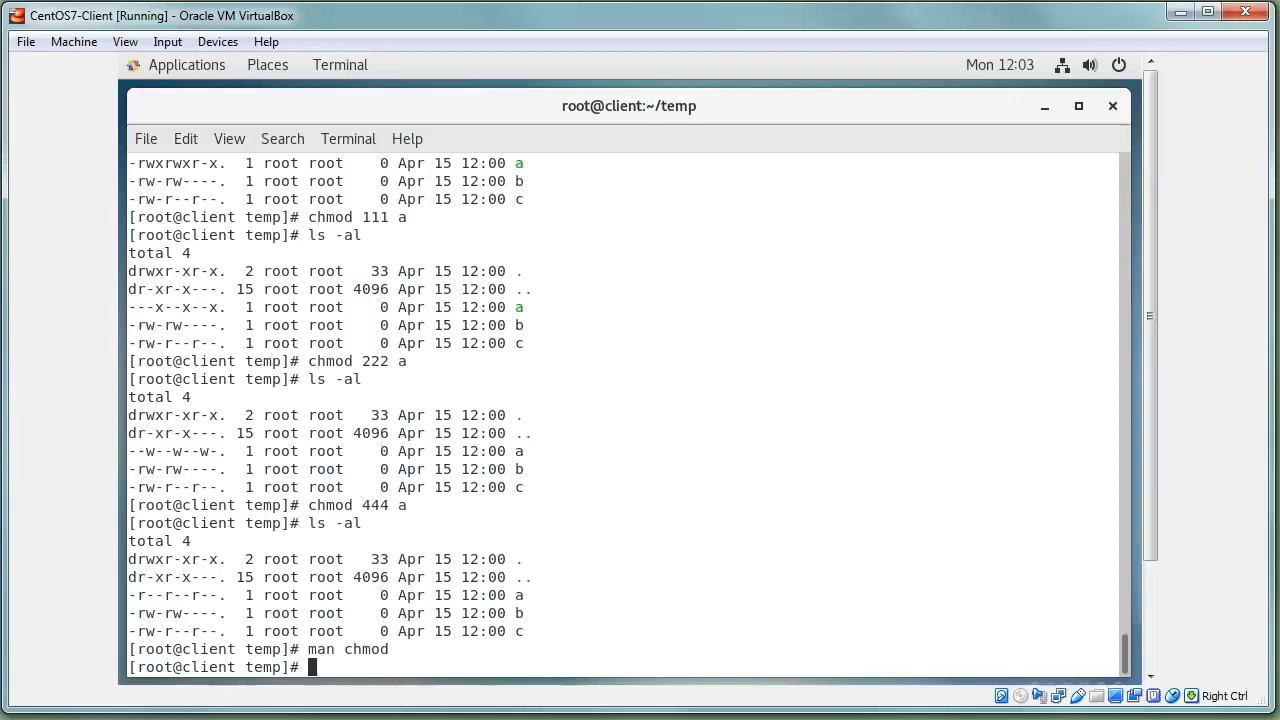 CentOS7-Client [Running] - Oracle VM VirtualBox
File Machine View Input Devices Help
Applications Places Terminal Mon 12:03
root@client:~/temp
File Edit View Search Terminal Help
-rwxrwxr-x. 1 root root 0 Apr 15 12:00 a
-rw-rw----. 1 root root 0 Apr 15 12:00 b
-rw-r--r--. 1 root root 0 Apr 15 12:00 c
[root@client temp]# chmod 111 a
[root@client temp]# ls -al
total 4
drwxr-xr-x. 2 root root 33 Apr 15 12:00 .
dr-xr-x---. 15 root root 4096 Apr 15 12:00 ..
---x--x--x. 1 root root 0 Apr 15 12:00 a
-rw-rw----. 1 root root 0 Apr 15 12:00 b
-rw-r--r--. 1 root root 0 Apr 15 12:00 c
[root@client temp]# chmod 222 a
[root@client temp]# ls -al
total 4
drwxr-xr-x. 2 root root 33 Apr 15 12:00 .
dr-xr-x---. 15 root root 4096 Apr 15 12:00 ..
--w--w--w-. 1 root root 0 Apr 15 12:00 a
-rw-rw----. 1 root root 0 Apr 15 12:00 b
-rw-r--r--. 1 root root 0 Apr 15 12:00 c
[root@client temp]# chmod 444 a
[root@client temp]# ls -al
total 4
drwxr-xr-x. 2 root root 33 Apr 15 12:00 .
dr-xr-x---. 15 root root 4096 Apr 15 12:00 ..
-r--r--r--. 1 root root 0 Apr 15 12:00 a
-rw-rw----. 1 root root 0 Apr 15 12:00 b
-rw-r--r--. 1 root root 0 Apr 15 12:00 c
[root@client temp]# man chmod
[root@client temp]#
Right Ctrl